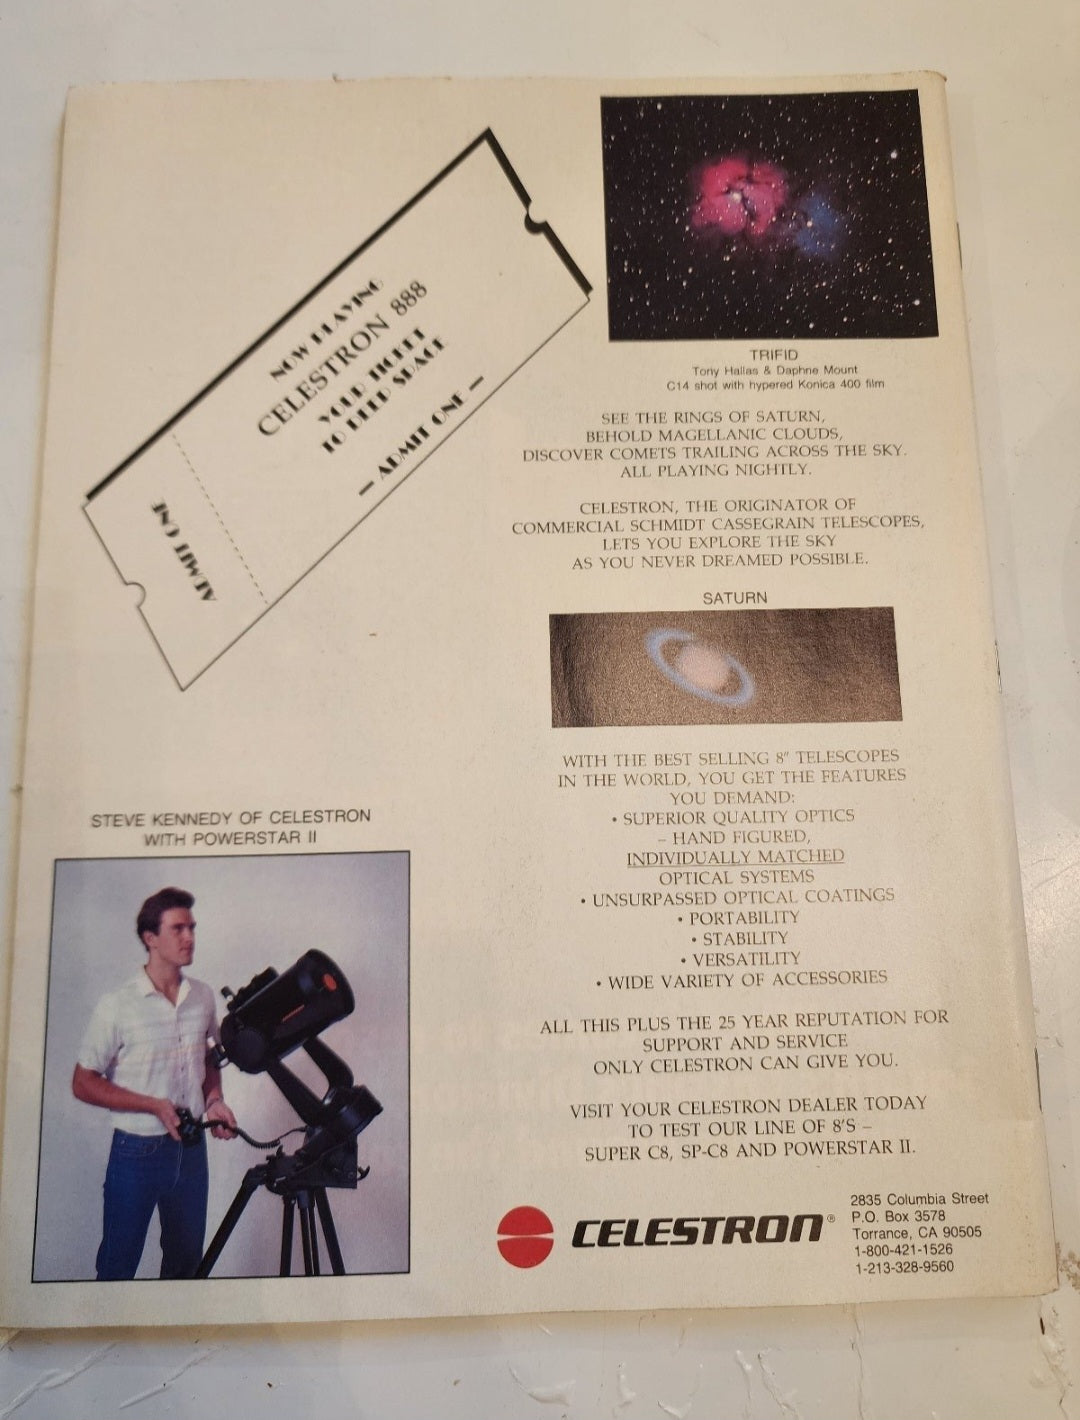 NOW PLAYING
CELESTRON 888
YOUR TICKET
TO DEEP SPACE
— ADMIT ONE —
ADMIT ONE
TRIFID
Tony Hallas & Daphne Mount
C14 shot with hypered Konica 400 film
SEE THE RINGS OF SATURN,
BEHOLD MAGELLANIC CLOUDS,
DISCOVER COMETS TRAILING ACROSS THE SKY.
ALL PLAYING NIGHTLY.
CELESTRON, THE ORIGINATOR OF
COMMERCIAL SCHMIDT CASSEGRAIN TELESCOPES,
LETS YOU EXPLORE THE SKY
AS YOU NEVER DREAMED POSSIBLE.
SATURN
WITH THE BEST SELLING 8" TELESCOPES
IN THE WORLD, YOU GET THE FEATURES
YOU DEMAND:
• SUPERIOR QUALITY OPTICS
– HAND FIGURED,
INDIVIDUALLY MATCHED
OPTICAL SYSTEMS
• UNSURPASSED OPTICAL COATINGS
• PORTABILITY
• STABILITY
• VERSATILITY
• WIDE VARIETY OF ACCESSORIES
ALL THIS PLUS THE 25 YEAR REPUTATION FOR
SUPPORT AND SERVICE
ONLY CELESTRON CAN GIVE YOU.
VISIT YOUR CELESTRON DEALER TODAY
TO TEST OUR LINE OF 8'S –
SUPER C8, SP-C8 AND POWERSTAR II.
STEVE KENNEDY OF CELESTRON
WITH POWERSTAR II
CELESTRON®
2835 Columbia Street
P.O. Box 3578
Torrance, CA 90505
1-800-421-1526
1-213-328-9560